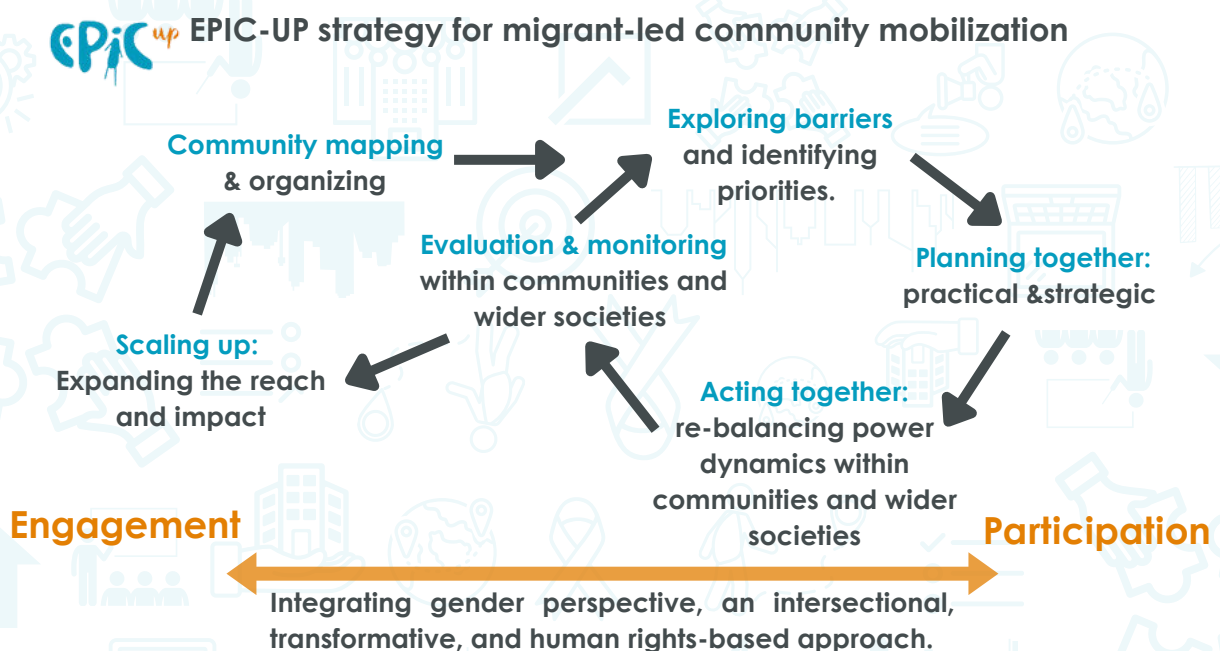 EPiC up
EPIC-UP strategy for migrant-led community mobilization
Community mapping
& organizing
Exploring barriers
and identifying
priorities.
Evaluation & monitoring
within communities and
wider societies
Planning together:
practical &strategic
Scaling up:
Expanding the reach
and impact
Acting together:
re-balancing power
dynamics within
communities and wider
societies
Engagement
Participation
Integrating gender perspective, an intersectional,
transformative, and human rights-based approach.